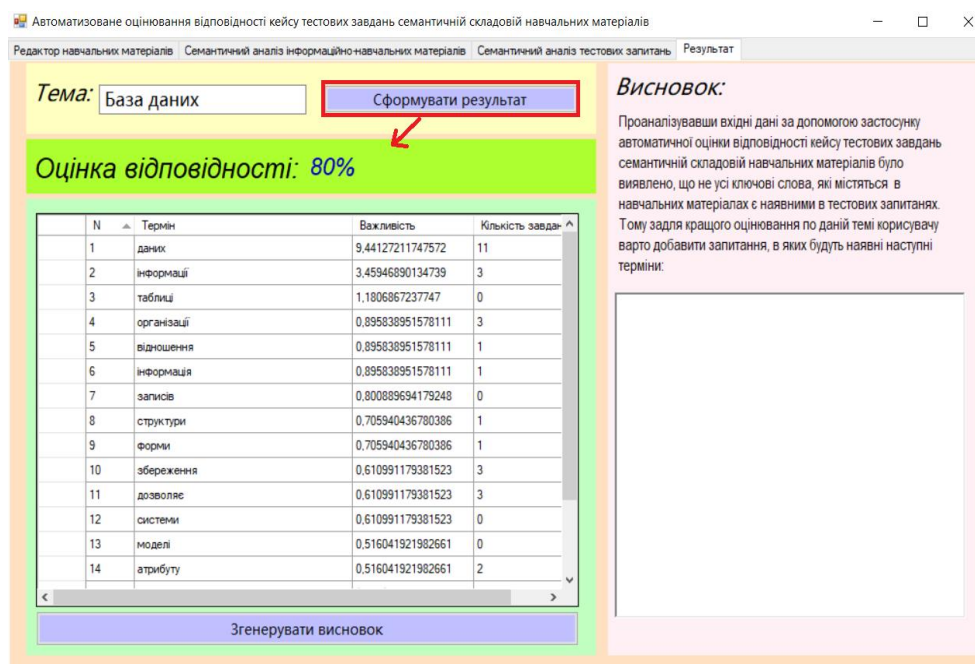 Автоматизоване оцінювання відповідності кейсу тестових завдань семантичній складовій навчальних матеріалів
Редактор навчальних матеріалів Семантичний аналіз інформаційно-навчальних матеріалів Семантичний аналіз тестових запитань Результат
Тема: База даних Сформувати результат
Оцінка відповідності: 80%
N Термін Важливість Кількість завдан
1 даних 9,44127211747572 11
2 інформації 3,45946890134739 3
3 таблиці 1,1806867237747 0
4 організації 0,895838951578111 3
5 відношення 0,895838951578111 1
6 інформація 0,895838951578111 1
7 записів 0,800889694179248 0
8 структури 0,705940436780386 1
9 форми 0,705940436780386 1
10 збереження 0,610991179381523 3
11 дозволяє 0,610991179381523 3
12 системи 0,610991179381523 0
13 моделі 0,516041921982661 0
14 атрибуту 0,516041921982661 2
Згенерувати висновок
Висновок:
Проаналізувавши вхідні дані за допомогою застосунку
автоматичної оцінки відповідності кейсу тестових завдань
семантичній складовій навчальних матеріалів було
виявлено, що не усі ключові слова, які містяться в
навчальних матеріалах є наявними в тестових запитанях.
Тому задля кращого оцінювання по даній темі корисувачу
варто добавити запитання, в яких будуть наявні наступні
терміни: